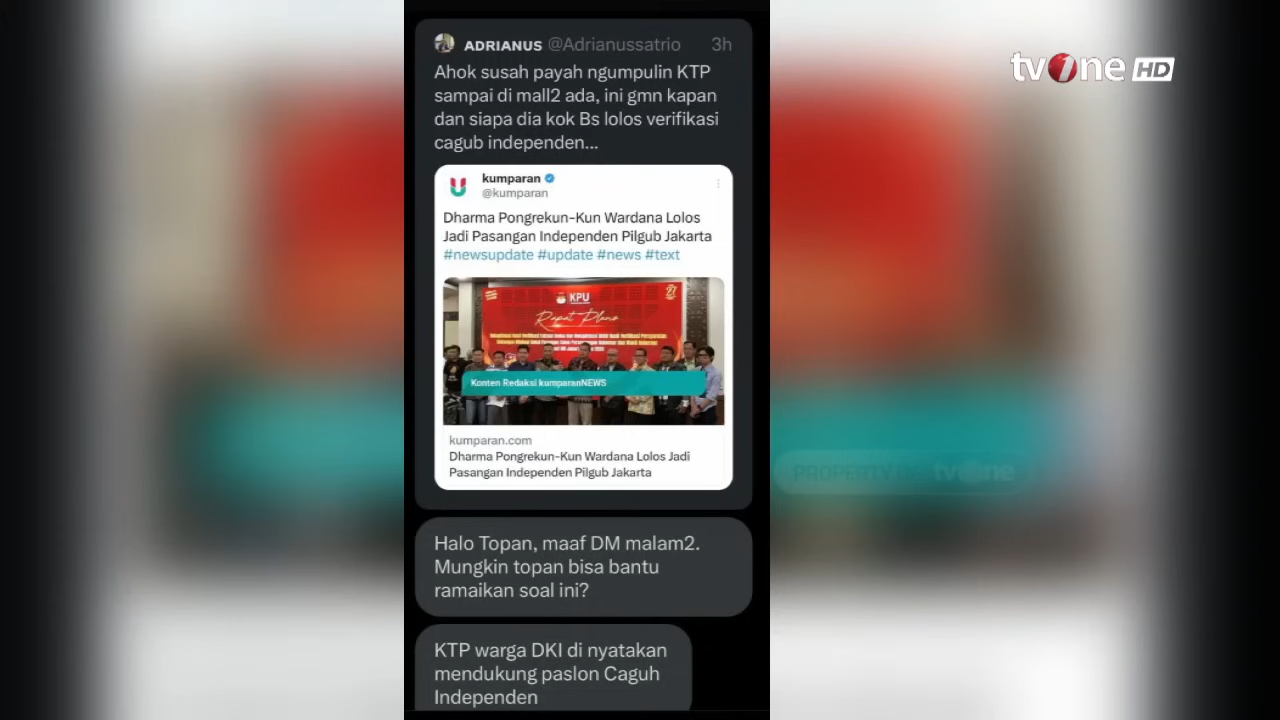 ADRIANUS @Adrianussatrio 3h
Ahok susah payah ngumpulin KTP
sampai di mall2 ada, ini gmn kapan
dan siapa dia kok Bs lolos verifikasi
cagub independen...
kumparan
@kumparan
Dharma Pongrekun-Kun Wardana Lolos
Jadi Pasangan Independen Pilgub Jakarta
#newsupdate #update #news #text
KPU
Rapat Pleno
Konten Redaksi kumparanNEWS
kumparan.com
Dharma Pongrekun-Kun Wardana Lolos Jadi
Pasangan Independen Pilgub Jakarta
Halo Topan, maaf DM malam2.
Mungkin topan bisa bantu
ramaikan soal ini?
KTP warga DKI di nyatakan
mendukung paslon Caguh
Independen
tvOne HD
PROPERTY OF tvOne